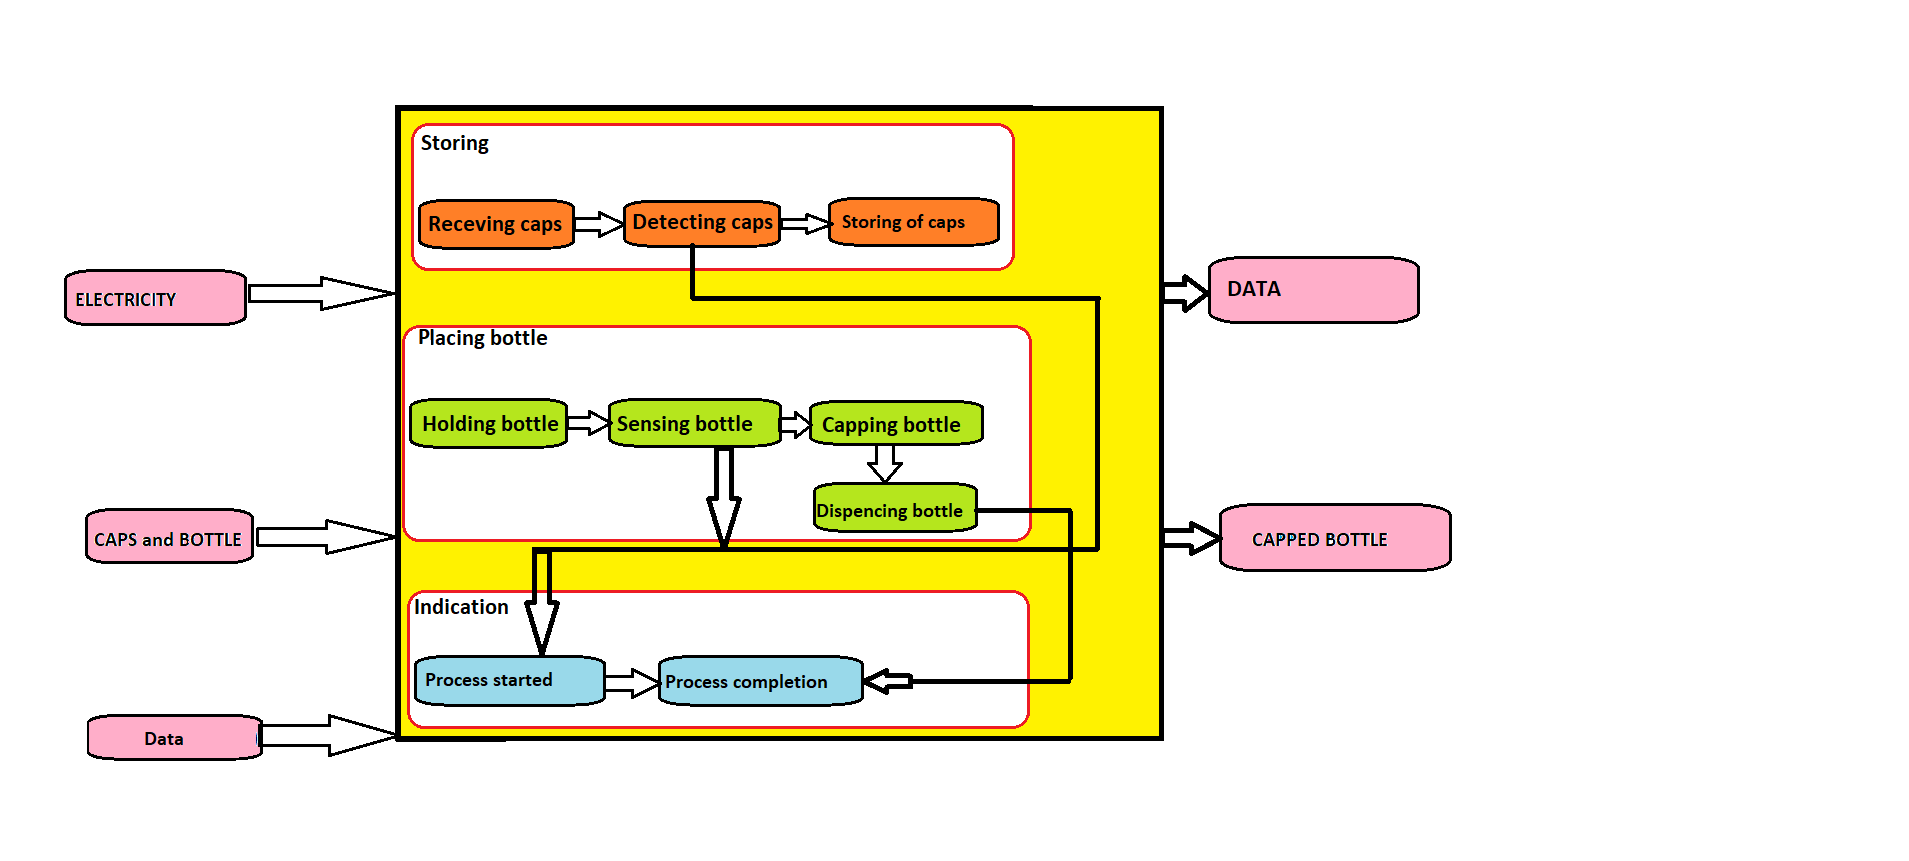 Storing
Receving caps
Detecting caps
Storing of caps
ELECTRICITY
DATA
Placing bottle
Holding bottle
Sensing bottle
Capping bottle
Dispencing bottle
CAPS and BOTTLE
CAPPED BOTTLE
Indication
Process started
Process completion
Data